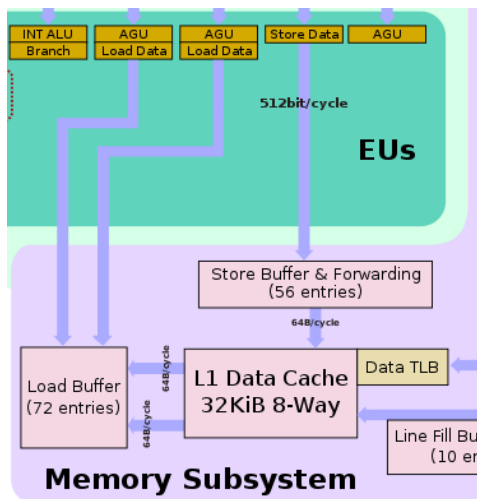 INT ALU
Branch
AGU
Load Data
AGU
Load Data
Store Data
AGU
512bit/cycle
EUs
Store Buffer & Forwarding
(56 entries)
64B/cycle
L1 Data Cache
32KiB 8-Way
Data TLB
Load Buffer
(72 entries)
64B/cycle
64B/cycle
Line Fill Bu
(10 en
Memory Subsystem